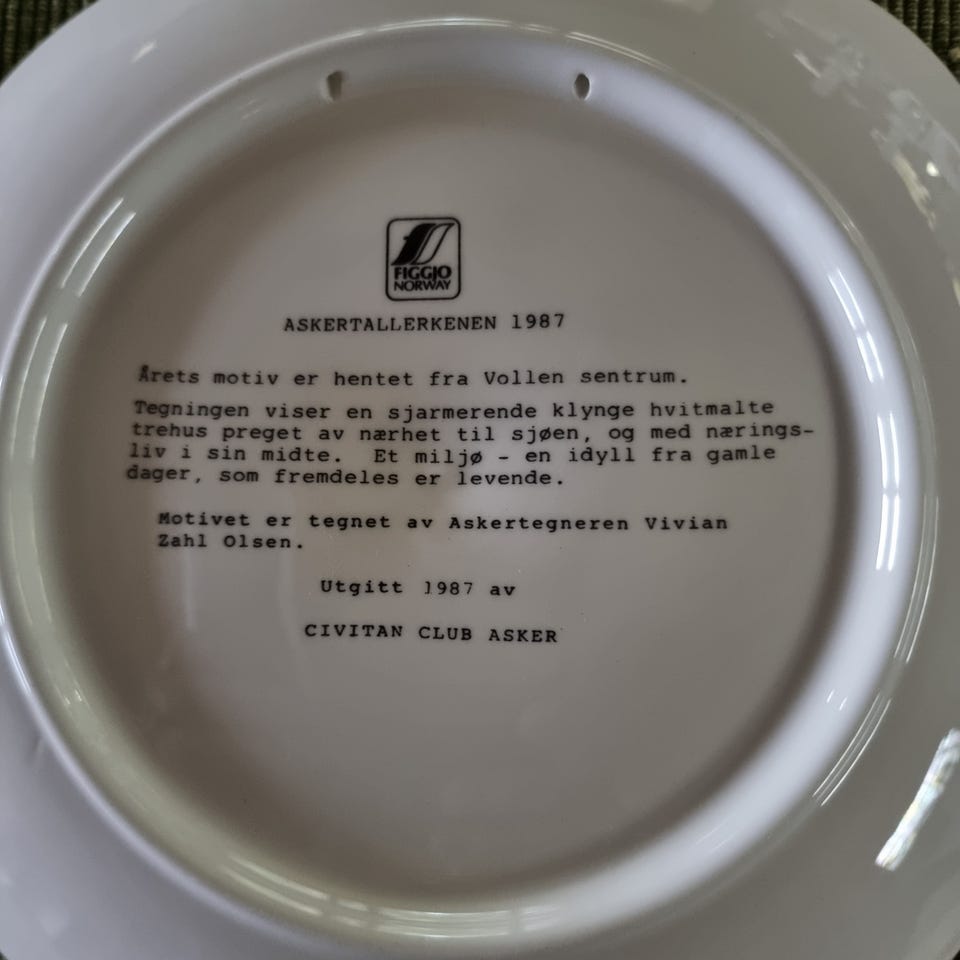 FIGGJO
NORWAY
ASKERTALLERKENEN 1987
Årets motiv er hentet fra Vollen sentrum.
Tegningen viser en sjarmerende klynge hvitmalte
trehus preget av nærhet til sjøen, og med nærings-
liv i sin midte. Et miljø - en idyll fra gamle
dager, som fremdeles er levende.
Motivet er tegnet av Askertegneren Vivian
Zahl Olsen.
Utgitt 1987 av
CIVITAN CLUB ASKER